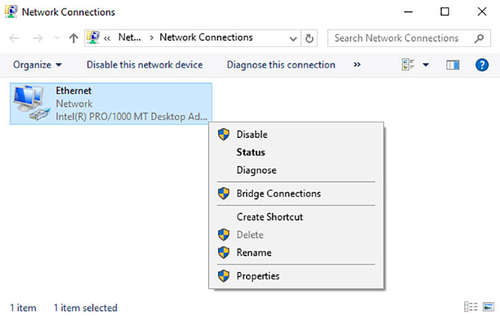 Network Connections
« Net... > Network Connections
Search Network Connections
Organize Disable this network device Diagnose this connection »
Ethernet
Network
Intel(R) PRO/1000 MT Desktop Ad...
Disable
Status
Diagnose
Bridge Connections
Create Shortcut
Delete
Rename
Properties
1 item 1 item selected